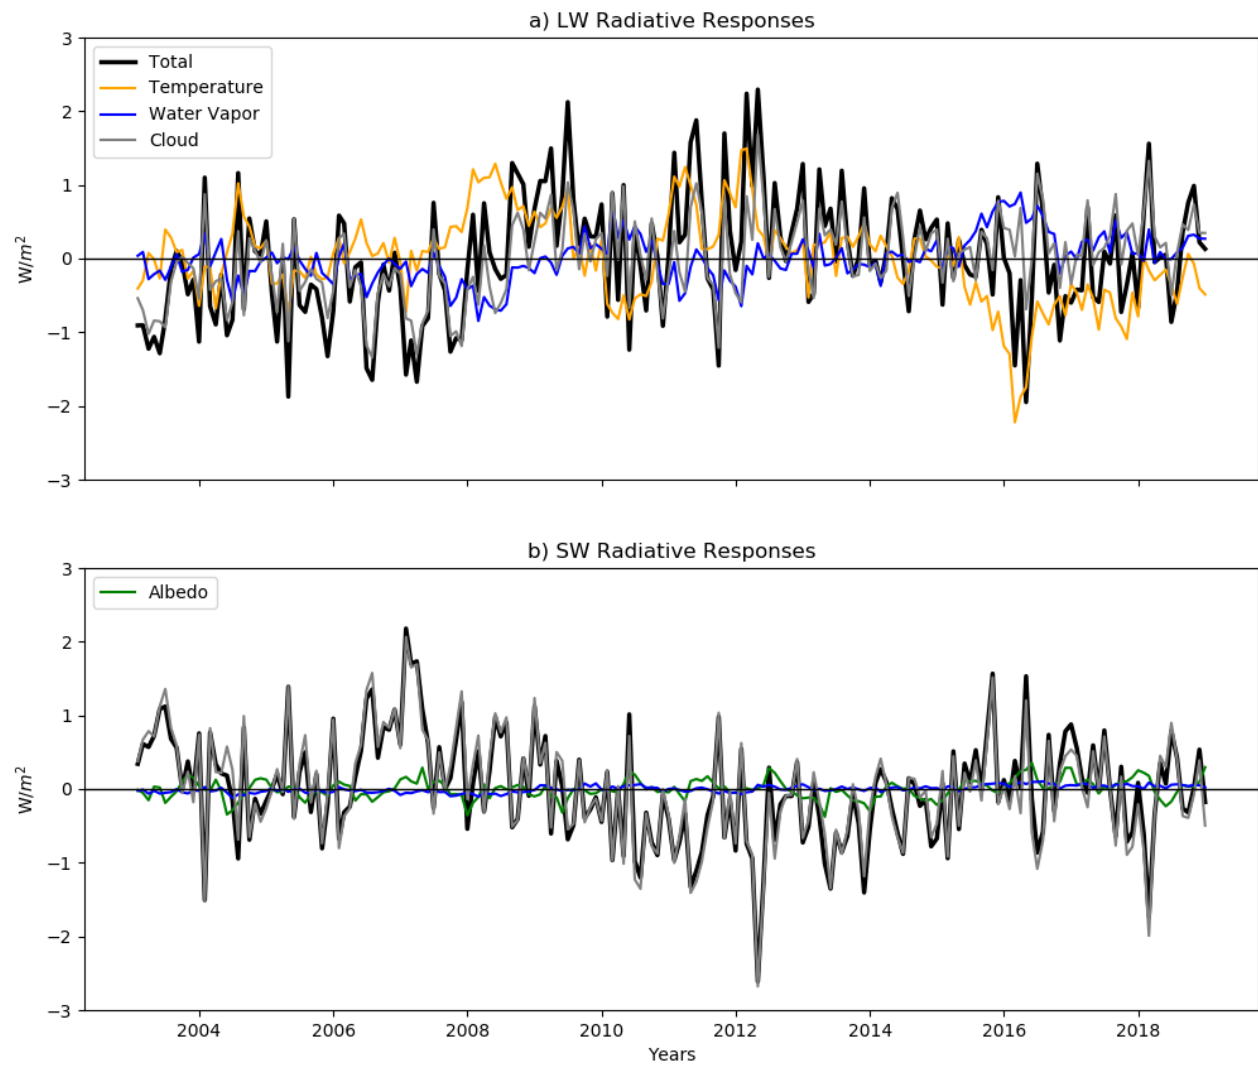 a) LW Radiative Responses
3
2
1
0
−1
−2
−3
W/m²
Total
Temperature
Water Vapor
Cloud
b) SW Radiative Responses
3
2
1
0
−1
−2
−3
W/m²
Albedo
2004 2006 2008 2010 2012 2014 2016 2018
Years